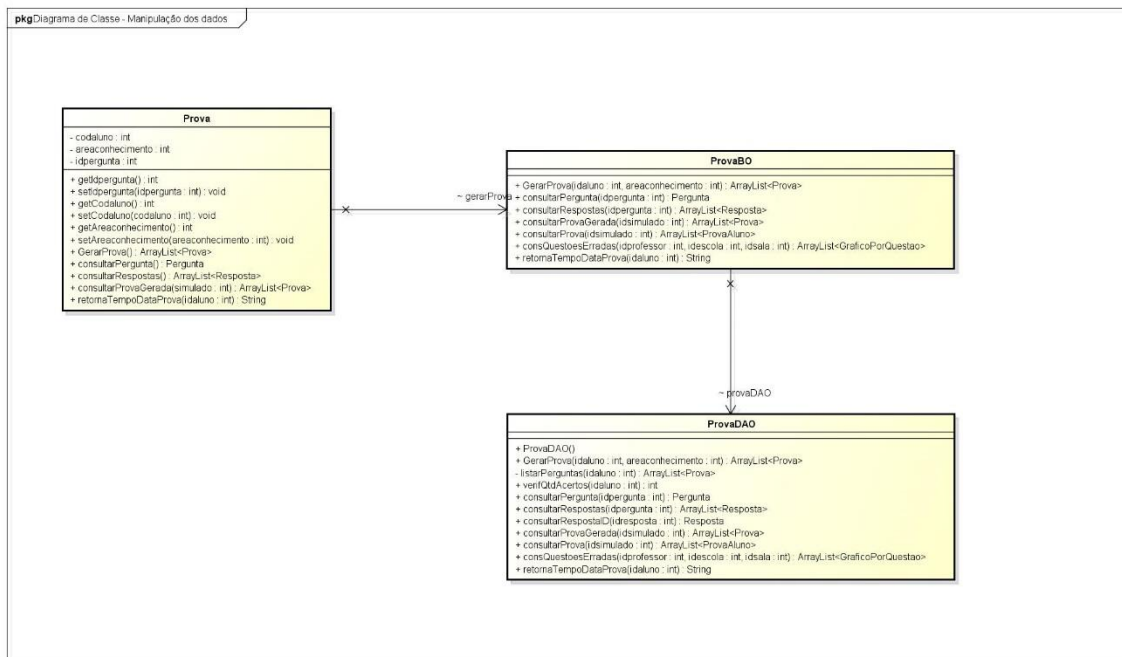 pkg Diagrama de Classe - Manipulação dos dados
Prova
- codaluno : int
- areaconhecimento : int
- idpergunta : int
+ getIdpergunta() : int
+ setIdpergunta(idpergunta : int) : void
+ getCodaluno() : int
+ setCodaluno(codaluno : int) : void
+ getAreaconhecimento() : int
+ setAreaconhecimento(areaconhecimento : int) : void
+ GerarProva() : ArrayList<Prova>
+ consultarPergunta() : Pergunta
+ consultarRespostas() : ArrayList<Resposta>
+ consultarProvaGerada(simulado : int) : ArrayList<Prova>
+ retornaTempoDataProva(idaluno : int) : String
~ gerarProva
ProvaBO
+ GerarProva(idaluno : int, areaconhecimento : int) : ArrayList<Prova>
+ consultarPergunta(idpergunta : int) : Pergunta
+ consultarRespostas(idpergunta : int) : ArrayList<Resposta>
+ consultarProvaGerada(idsimulado : int) : ArrayList<Prova>
+ consultarProva(idsimulado : int) : ArrayList<ProvaAluno>
+ consQuestoesErradas(idprofessor : int, idescola : int, idsala : int) : ArrayList<GraficoPorQuestao>
+ retornaTempoDataProva(idaluno : int) : String
~ provaDAO
ProvaDAO
+ ProvaDAO()
+ GerarProva(idaluno : int, areaconhecimento : int) : ArrayList<Prova>
- listarPerguntas(idaluno : int) : ArrayList<Prova>
+ verifQtdAcertos(idaluno : int) : int
+ consultarPergunta(idpergunta : int) : Pergunta
+ consultarRespostas(idpergunta : int) : ArrayList<Resposta>
+ consultarRespostaID(idresposta : int) : Resposta
+ consultarProvaGerada(idsimulado : int) : ArrayList<Prova>
+ consultarProva(idsimulado : int) : ArrayList<ProvaAluno>
+ consQuestoesErradas(idprofessor : int, idescola : int, idsala : int) : ArrayList<GraficoPorQuestao>
+ retornaTempoDataProva(idaluno : int) : String